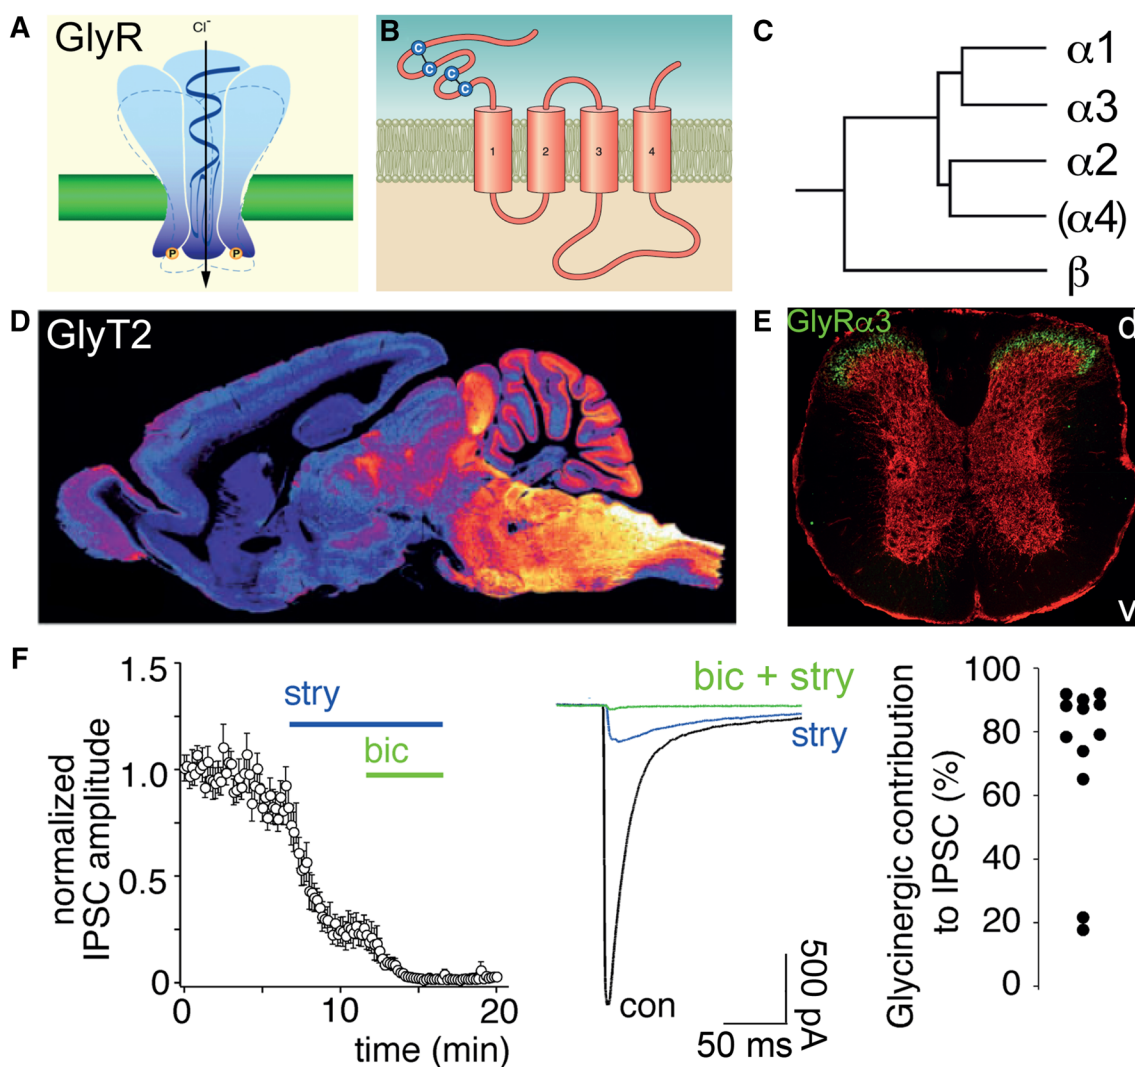 A
GlyR
Cl-
P
P
B
C
C
C
C
1
2
3
4
C
α1
α3
α2
(α4)
β
D
GlyT2
E
GlyRα3
d
v
F
normalized
IPSC amplitude
1.5
1.0
0.5
0
0
10
20
time (min)
stry
bic
bic + stry
stry
con
500 pA
50 ms
Glycinergic contribution
to IPSC (%)
100
80
60
40
20
0